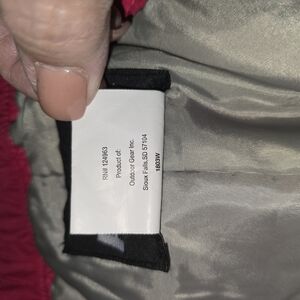 RN# 124963
Product of:
Outdoor Gear Inc.
Sioux Falls,SD 57104
1803W